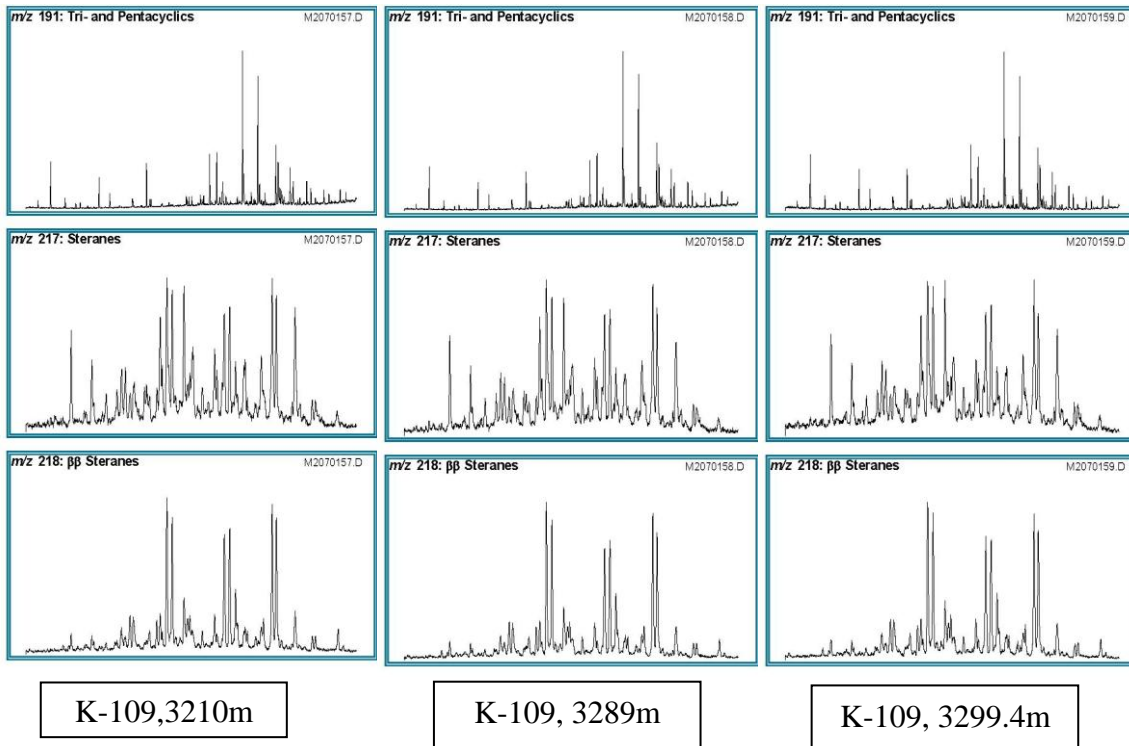 m/z 191: Tri- and Pentacyclics M2070157.D
m/z 191: Tri- and Pentacyclics M2070158.D
m/z 191: Tri- and Pentacyclics M2070159.D
m/z 217: Steranes M2070157.D
m/z 217: Steranes M2070158.D
m/z 217: Steranes M2070159.D
m/z 218: ββ Steranes M2070157.D
m/z 218: ββ Steranes M2070158.D
m/z 218: ββ Steranes M2070159.D
K-109,3210m
K-109, 3289m
K-109, 3299.4m